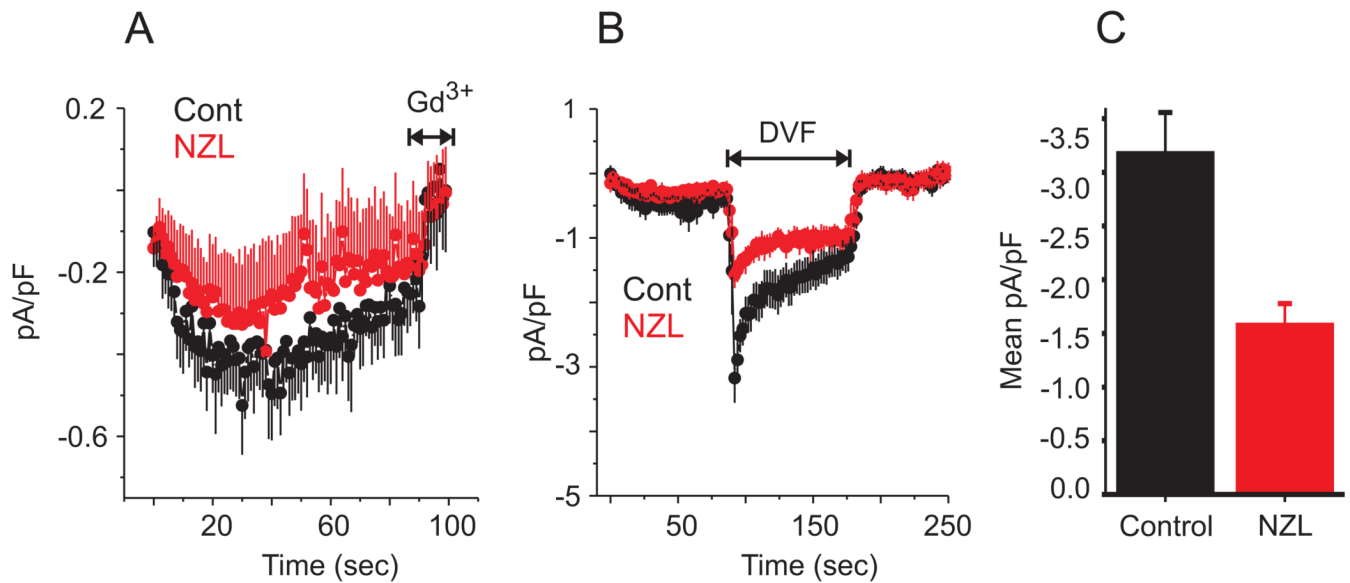 A
Cont
NZL
Gd3+
0.2
-0.2
-0.6
pA/pF
20
60
100
Time (sec)
B
DVF
1
-1
-3
-5
pA/pF
Cont
NZL
50
150
250
Time (sec)
C
-3.5
-3.0
-2.5
-2.0
-1.5
-1.0
-0.5
0.0
Mean pA/pF
Control
NZL